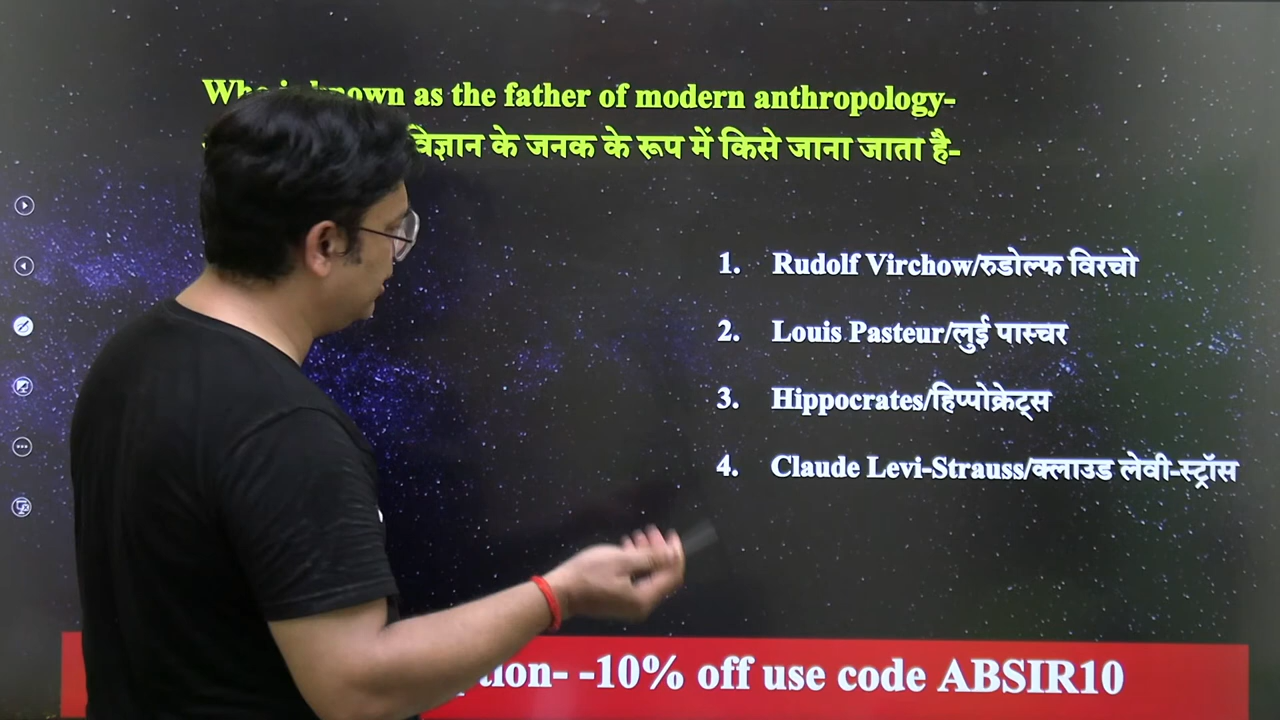 known as the father of modern anthropology-
विज्ञान के जनक के रूप में किसे जाना जाता है-
1. Rudolf Virchow/रुडोल्फ विरचो
2. Louis Pasteur/लुई पास्चर
3. Hippocrates/हिप्पोक्रेट्स
4. Claude Levi-Strauss/क्लाउड लेवी-स्ट्रॉस
-10% off use code ABSIR10